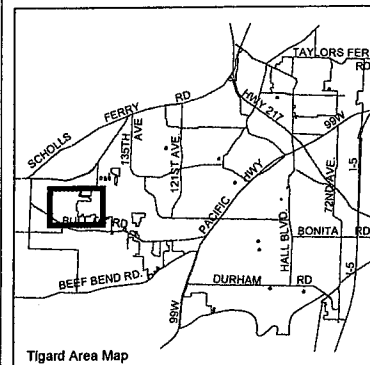 TAYLORS FER
RD
SCHOLLS
FERRY
RD
135TH
AVE
121ST AVE.
HWY 217
99W
I-5
72ND AVE.
PACIFIC
HWY
HALL BLVD.
BULL
RD
BONITA RD
BEEF BEND RD.
DURHAM
RD
I-5
99W
Tigard Area Map